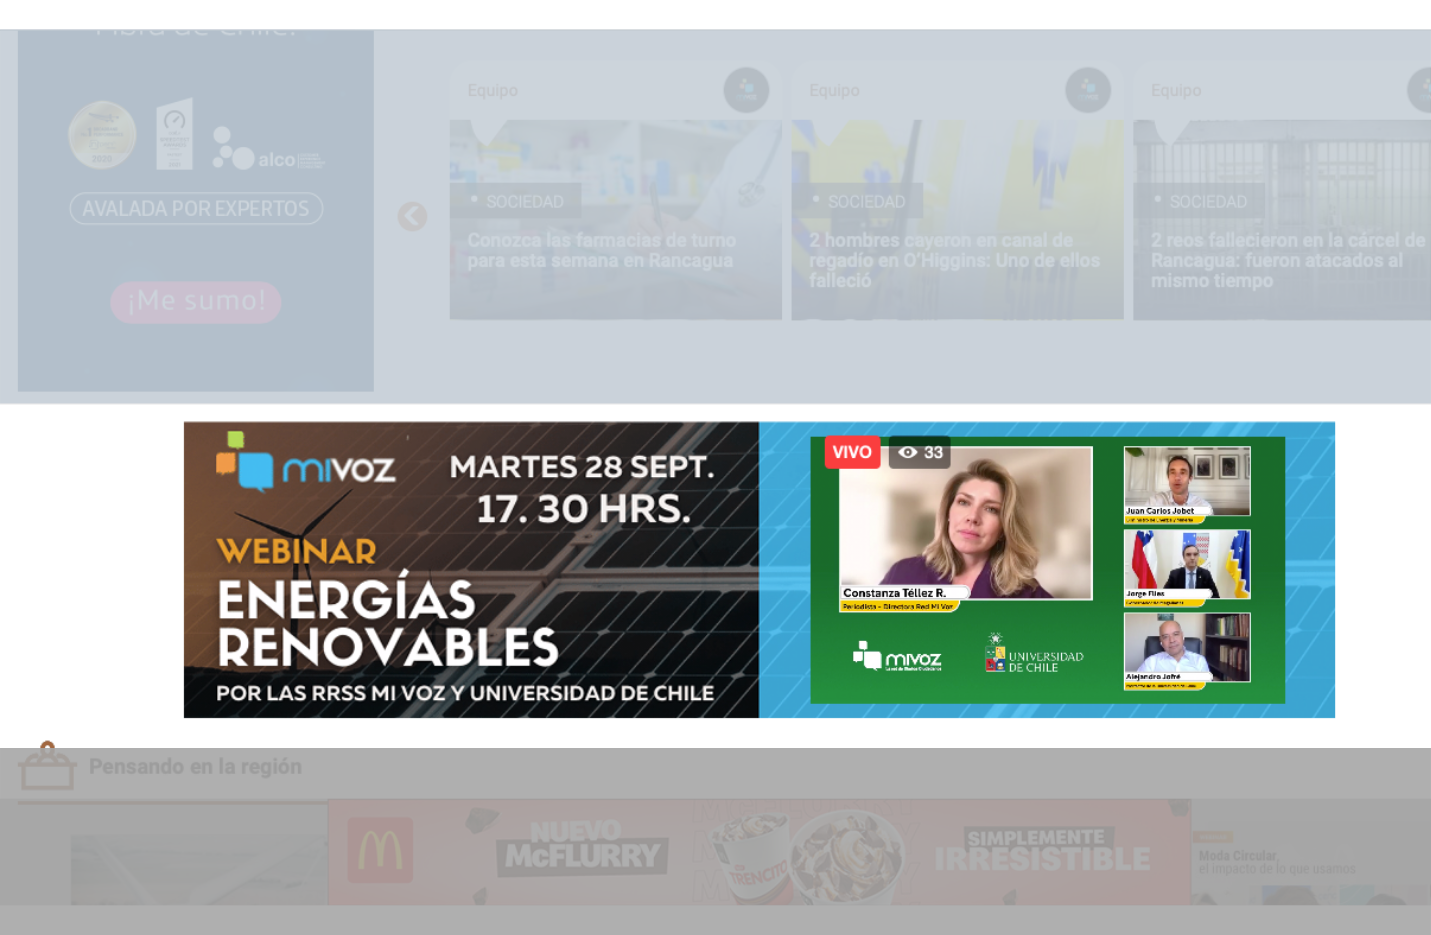 2020
alco
AVALADA POR EXPERTOS
¡Me sumo!
Equipo
SOCIEDAD
Conozca las farmacias de turno
para esta semana en Rancagua
Equipo
SOCIEDAD
2 hombres cayeron en canal de
regadío en O'Higgins: Uno de ellos
falleció
Equipo
SOCIEDAD
2 reos fallecieron en la cárcel de
Rancagua: fueron atacados al
mismo tiempo
mivoz
MARTES 28 SEPT.
17. 30 HRS.
WEBINAR
ENERGÍAS
RENOVABLES
POR LAS RRSS MI VOZ Y UNIVERSIDAD DE CHILE
VIVO 33
Constanza Téllez R.
Periodista - Directora Red Mi Voz
mivoz
UNIVERSIDAD
DE CHILE
Juan Carlos Jobet
Jorge Flies
Alejandro Jofré
Pensando en la región
NUEVO
McFLURRY
TRENCITO
SIMPLEMENTE
IRRESISTIBLE
Moda Circular,
el impacto de lo que usamos